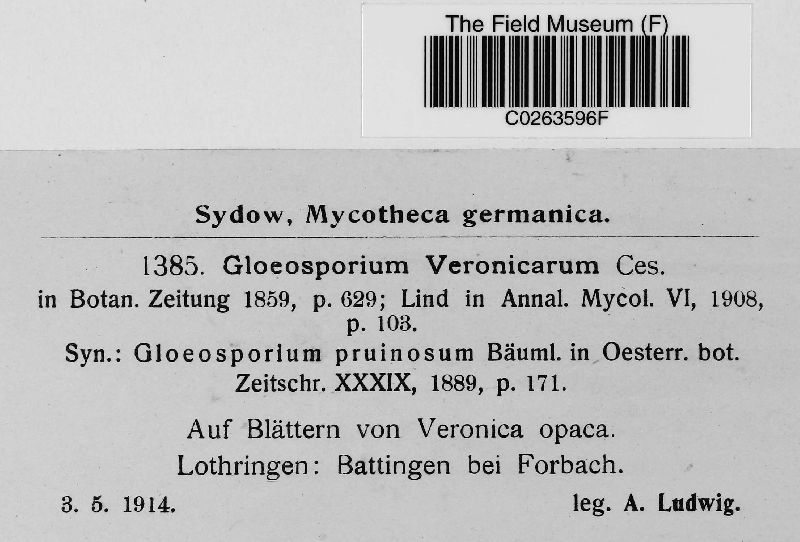 The Field Museum (F)
C0263596F
Sydow, Mycotheca germanica.
1385. Gloeosporium Veronicarum Ces.
in Botan. Zeitung 1859, p. 629; Lind in Annal. Mycol. VI, 1908,
p. 103.
Syn.: Gloeosporium pruinosum Bäuml. in Oesterr. bot.
Zeitschr. XXXIX, 1889, p. 171.
Auf Blättern von Veronica opaca.
Lothringen: Battingen bei Forbach.
3. 5. 1914. leg. A. Ludwig.